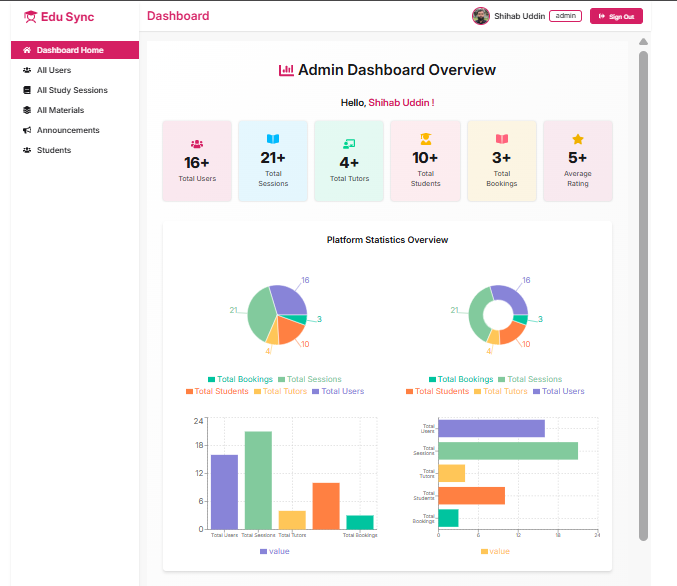 Edu Sync
Dashboard
Shihab Uddin
admin
Sign Out
Dashboard Home
All Users
All Study Sessions
All Materials
Announcements
Students
Admin Dashboard Overview
Hello, Shihab Uddin !
16+
Total Users
21+
Total
Sessions
4+
Total Tutors
10+
Total
Students
3+
Total
Bookings
5+
Average
Rating
Platform Statistics Overview
16
21
3
4
10
Total Bookings Total Sessions
Total Students Total Tutors Total Users
16
21
3
4
10
Total Bookings Total Sessions
Total Students Total Tutors Total Users
24
18
12
6
0
Total Users Total Sessions Total Tutors Total Bookings
value
Total
Users
Total
Sessions
Total
Tutors
Total
Students
Total
Bookings
0 6 12 18 24
value